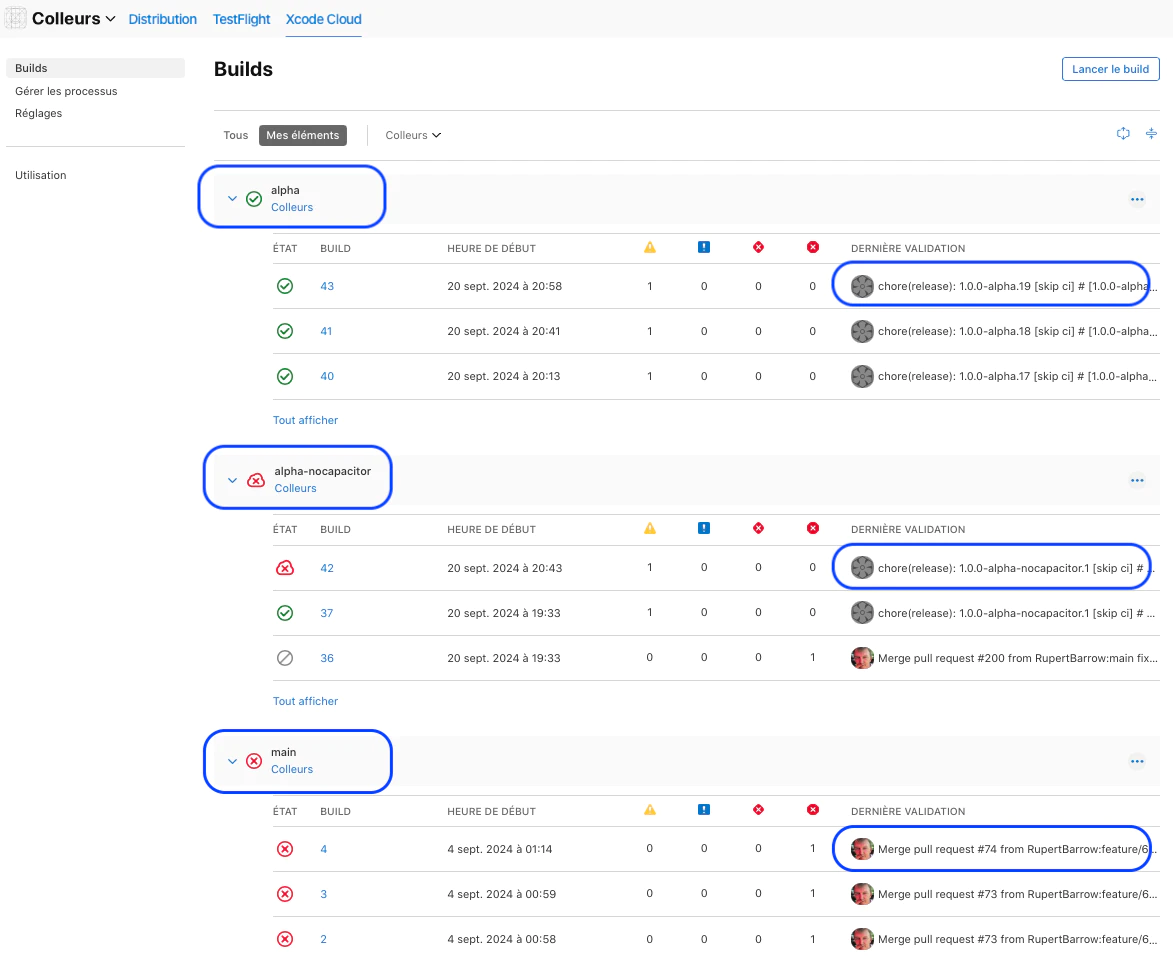 Colleurs Distribution TestFlight Xcode Cloud
Builds
Gérer les processus
Réglages
Utilisation
Builds
Lancer le build
Tous Mes éléments Colleurs
alpha
Colleurs
ÉTAT BUILD HEURE DE DÉBUT DERNIÈRE VALIDATION
43 20 sept. 2024 à 20:58 1 0 0 0 chore(release): 1.0.0-alpha.19 [skip ci] # [1.0.0-alpha...
41 20 sept. 2024 à 20:41 1 0 0 0 chore(release): 1.0.0-alpha.18 [skip ci] # [1.0.0-alpha...
40 20 sept. 2024 à 20:13 1 0 0 0 chore(release): 1.0.0-alpha.17 [skip ci] # [1.0.0-alpha...
Tout afficher
alpha-nocapacitor
Colleurs
ÉTAT BUILD HEURE DE DÉBUT DERNIÈRE VALIDATION
42 20 sept. 2024 à 20:43 1 0 0 0 chore(release): 1.0.0-alpha-nocapacitor.1 [skip ci] # ...
37 20 sept. 2024 à 19:33 1 0 0 0 chore(release): 1.0.0-alpha-nocapacitor.1 [skip ci] # ...
36 20 sept. 2024 à 19:33 0 0 0 1 Merge pull request #200 from RupertBarrow:main fix...
Tout afficher
main
Colleurs
ÉTAT BUILD HEURE DE DÉBUT DERNIÈRE VALIDATION
4 4 sept. 2024 à 01:14 0 0 0 1 Merge pull request #74 from RupertBarrow:feature/6...
3 4 sept. 2024 à 00:59 0 0 0 1 Merge pull request #73 from RupertBarrow:feature/6...
2 4 sept. 2024 à 00:58 0 0 0 1 Merge pull request #73 from RupertBarrow:feature/6...